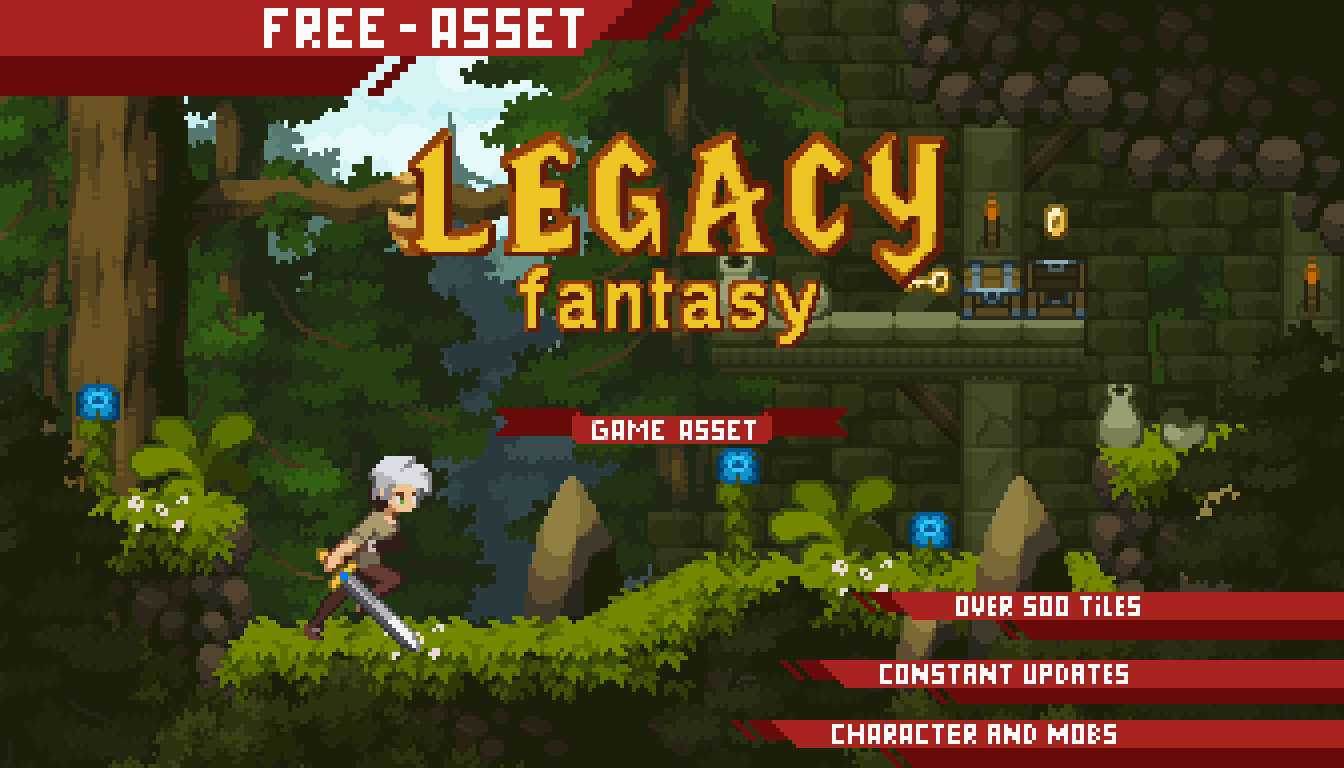 FREE-ASSET
LEGACY
fantasy
GAME ASSET
OVER 500 TILES
CONSTANT UPDATES
CHARACTER AND MOBS